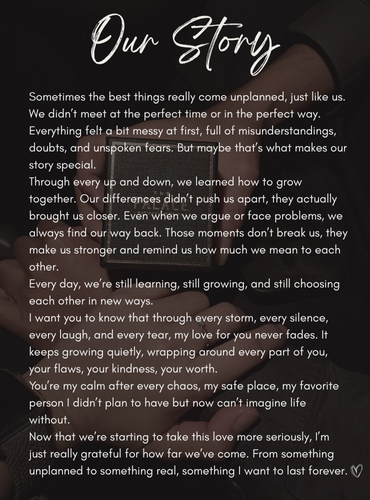 Our Story
Sometimes the best things really come unplanned, just like us.
We didn't meet at the perfect time or in the perfect way.
Everything felt a bit messy at first, full of misunderstandings,
doubts, and unspoken fears. But maybe that's what makes our
story special.
Through every up and down, we learned how to grow
together. Our differences didn't push us apart, they actually
brought us closer. Even when we argue or face problems, we
always find our way back. Those moments don't break us, they
make us stronger and remind us how much we mean to each
other.
Every day, we're still learning, still growing, and still choosing
each other in new ways.
I want you to know that through every storm, every silence,
every laugh, and every tear, my love for you never fades. It
keeps growing quietly, wrapping around every part of you,
your flaws, your kindness, your worth.
You're my calm after every chaos, my safe place, my favorite
person I didn't plan to have but now can't imagine life
without.
Now that we're starting to take this love more seriously, I'm
just really grateful for how far we've come. From something
unplanned to something real, something I want to last forever.